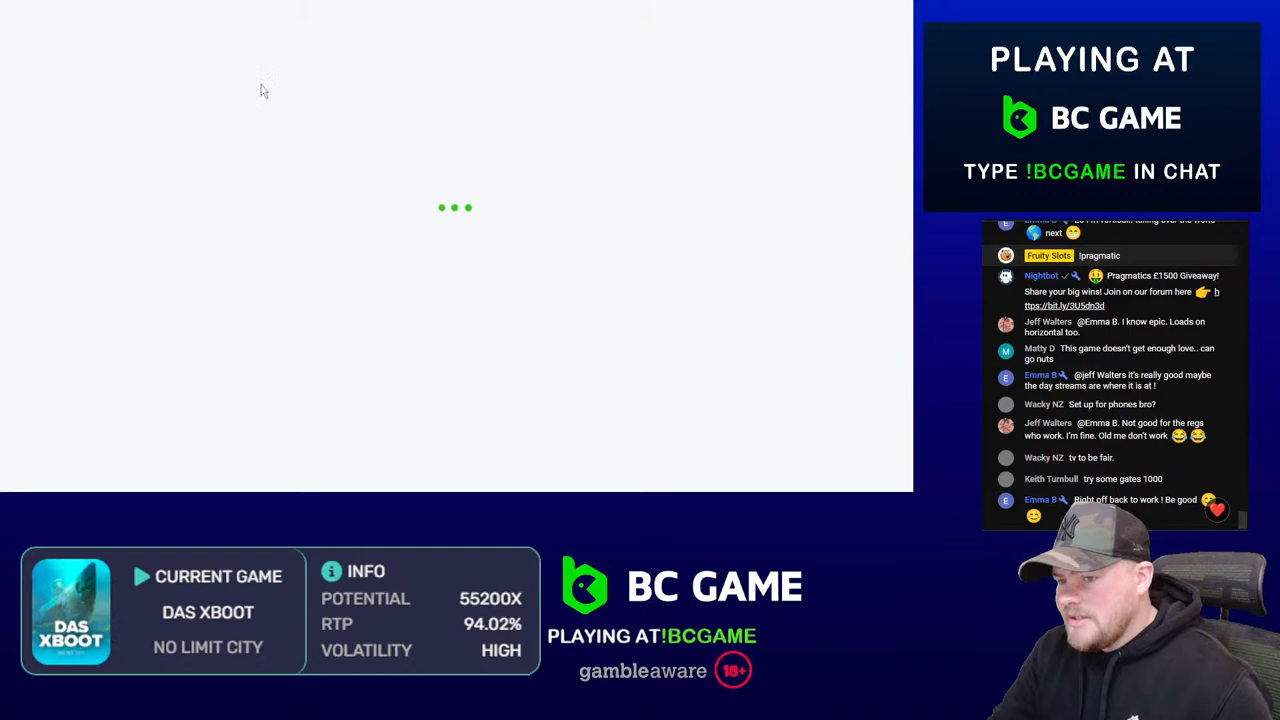 PLAYING AT
BC GAME
TYPE !BCGAME IN CHAT
next
Fruity Slots !pragmatic
Nightbot Pragmatics £1500 Giveaway!
Share your big wins! Join on our forum here h
ttps://bit.ly/3U5dn3d
Jeff Walters @Emma B. I know epic. Loads on
horizontal too.
Matty D This game doesn't get enough love.. can
go nuts
Emma B @jeff Walters it's really good maybe
the day streams are where it is at !
Wacky NZ Set up for phones bro?
Jeff Walters @Emma B. Not good for the regs
who work. I'm fine. Old me don't work
Wacky NZ tv to be fair.
Keith Turnbull try some gates 1000
Emma B Right off back to work ! Be good
CURRENT GAME
DAS XBOOT
NO LIMIT CITY
DAS
XBOOT
INFO
POTENTIAL 55200X
RTP 94.02%
VOLATILITY HIGH
BC GAME
PLAYING AT!BCGAME
gambleaware 18+